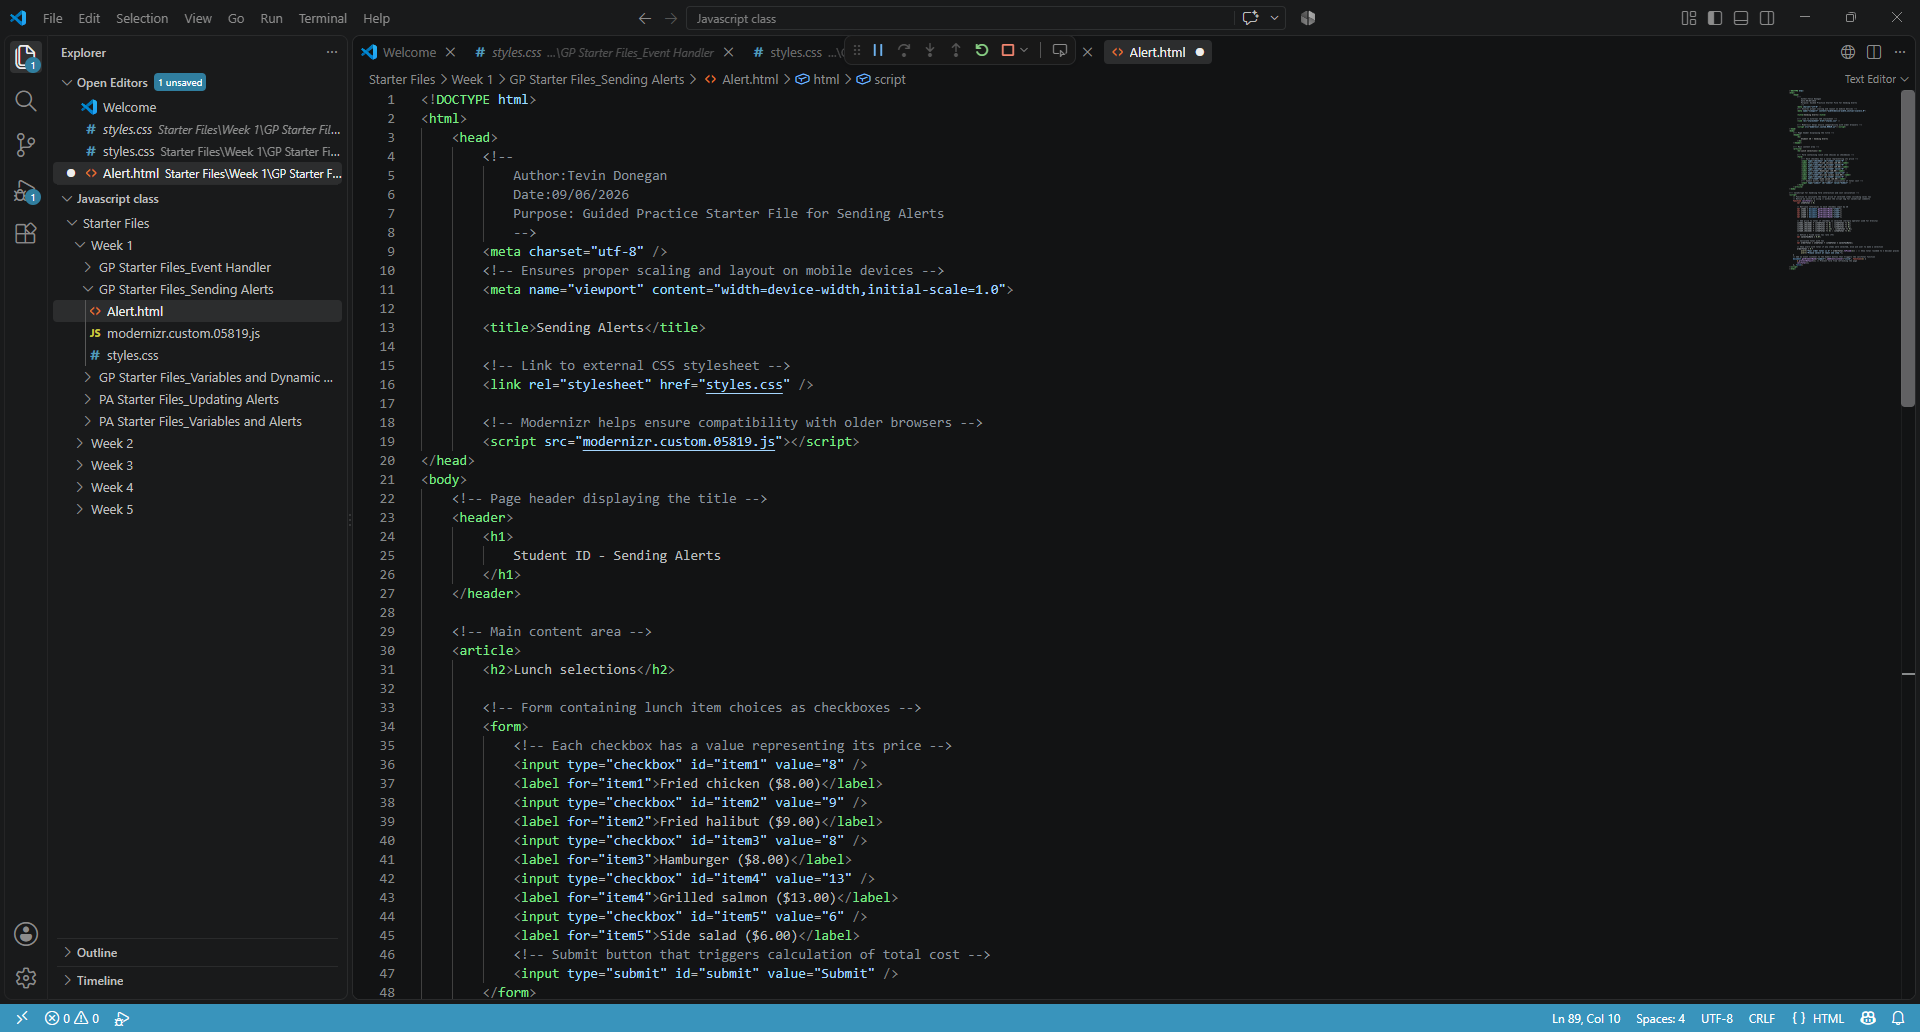 File Edit Selection View Go Run Terminal Help
Javascript class
Explorer
Open Editors 1 unsaved
Welcome
styles.css Starter Files\Week 1\GP Starter Fil...
styles.css Starter Files\Week 1\GP Starter Fi...
Alert.html Starter Files\Week 1\GP Starter F...
Javascript class
Starter Files
Week 1
GP Starter Files_Event Handler
GP Starter Files_Sending Alerts
Alert.html
JS modernizr.custom.05819.js
# styles.css
GP Starter Files_Variables and Dynamic ...
PA Starter Files_Updating Alerts
PA Starter Files_Variables and Alerts
Week 2
Week 3
Week 4
Week 5
Outline
Timeline
Welcome
# styles.css ...\GP Starter Files_Event Handler
# styles.css ...\G
Alert.html
Starter Files > Week 1 > GP Starter Files_Sending Alerts > Alert.html > html > script
Text Editor
1 <!DOCTYPE html>
2 <html>
3 <head>
4 <!--
5 Author:Tevin Donegan
6 Date:09/06/2026
7 Purpose: Guided Practice Starter File for Sending Alerts
8 -->
9 <meta charset="utf-8" />
10 <!-- Ensures proper scaling and layout on mobile devices -->
11 <meta name="viewport" content="width=device-width,initial-scale=1.0">
12
13 <title>Sending Alerts</title>
14
15 <!-- Link to external CSS stylesheet -->
16 <link rel="stylesheet" href="styles.css" />
17
18 <!-- Modernizr helps ensure compatibility with older browsers -->
19 <script src="modernizr.custom.05819.js"></script>
20 </head>
21 <body>
22 <!-- Page header displaying the title -->
23 <header>
24 <h1>
25 Student ID - Sending Alerts
26 </h1>
27 </header>
28
29 <!-- Main content area -->
30 <article>
31 <h2>Lunch selections</h2>
32
33 <!-- Form containing lunch item choices as checkboxes -->
34 <form>
35 <!-- Each checkbox has a value representing its price -->
36 <input type="checkbox" id="item1" value="8" />
37 <label for="item1">Fried chicken ($8.00)</label>
38 <input type="checkbox" id="item2" value="9" />
39 <label for="item2">Fried halibut ($9.00)</label>
40 <input type="checkbox" id="item3" value="8" />
41 <label for="item3">Hamburger ($8.00)</label>
42 <input type="checkbox" id="item4" value="13" />
43 <label for="item4">Grilled salmon ($13.00)</label>
44 <input type="checkbox" id="item5" value="6" />
45 <label for="item5">Side salad ($6.00)</label>
46 <!-- Submit button that triggers calculation of total cost -->
47 <input type="submit" id="submit" value="Submit" />
48 </form>
0 0
Ln 89, Col 10 Spaces: 4 UTF-8 CRLF { } HTML